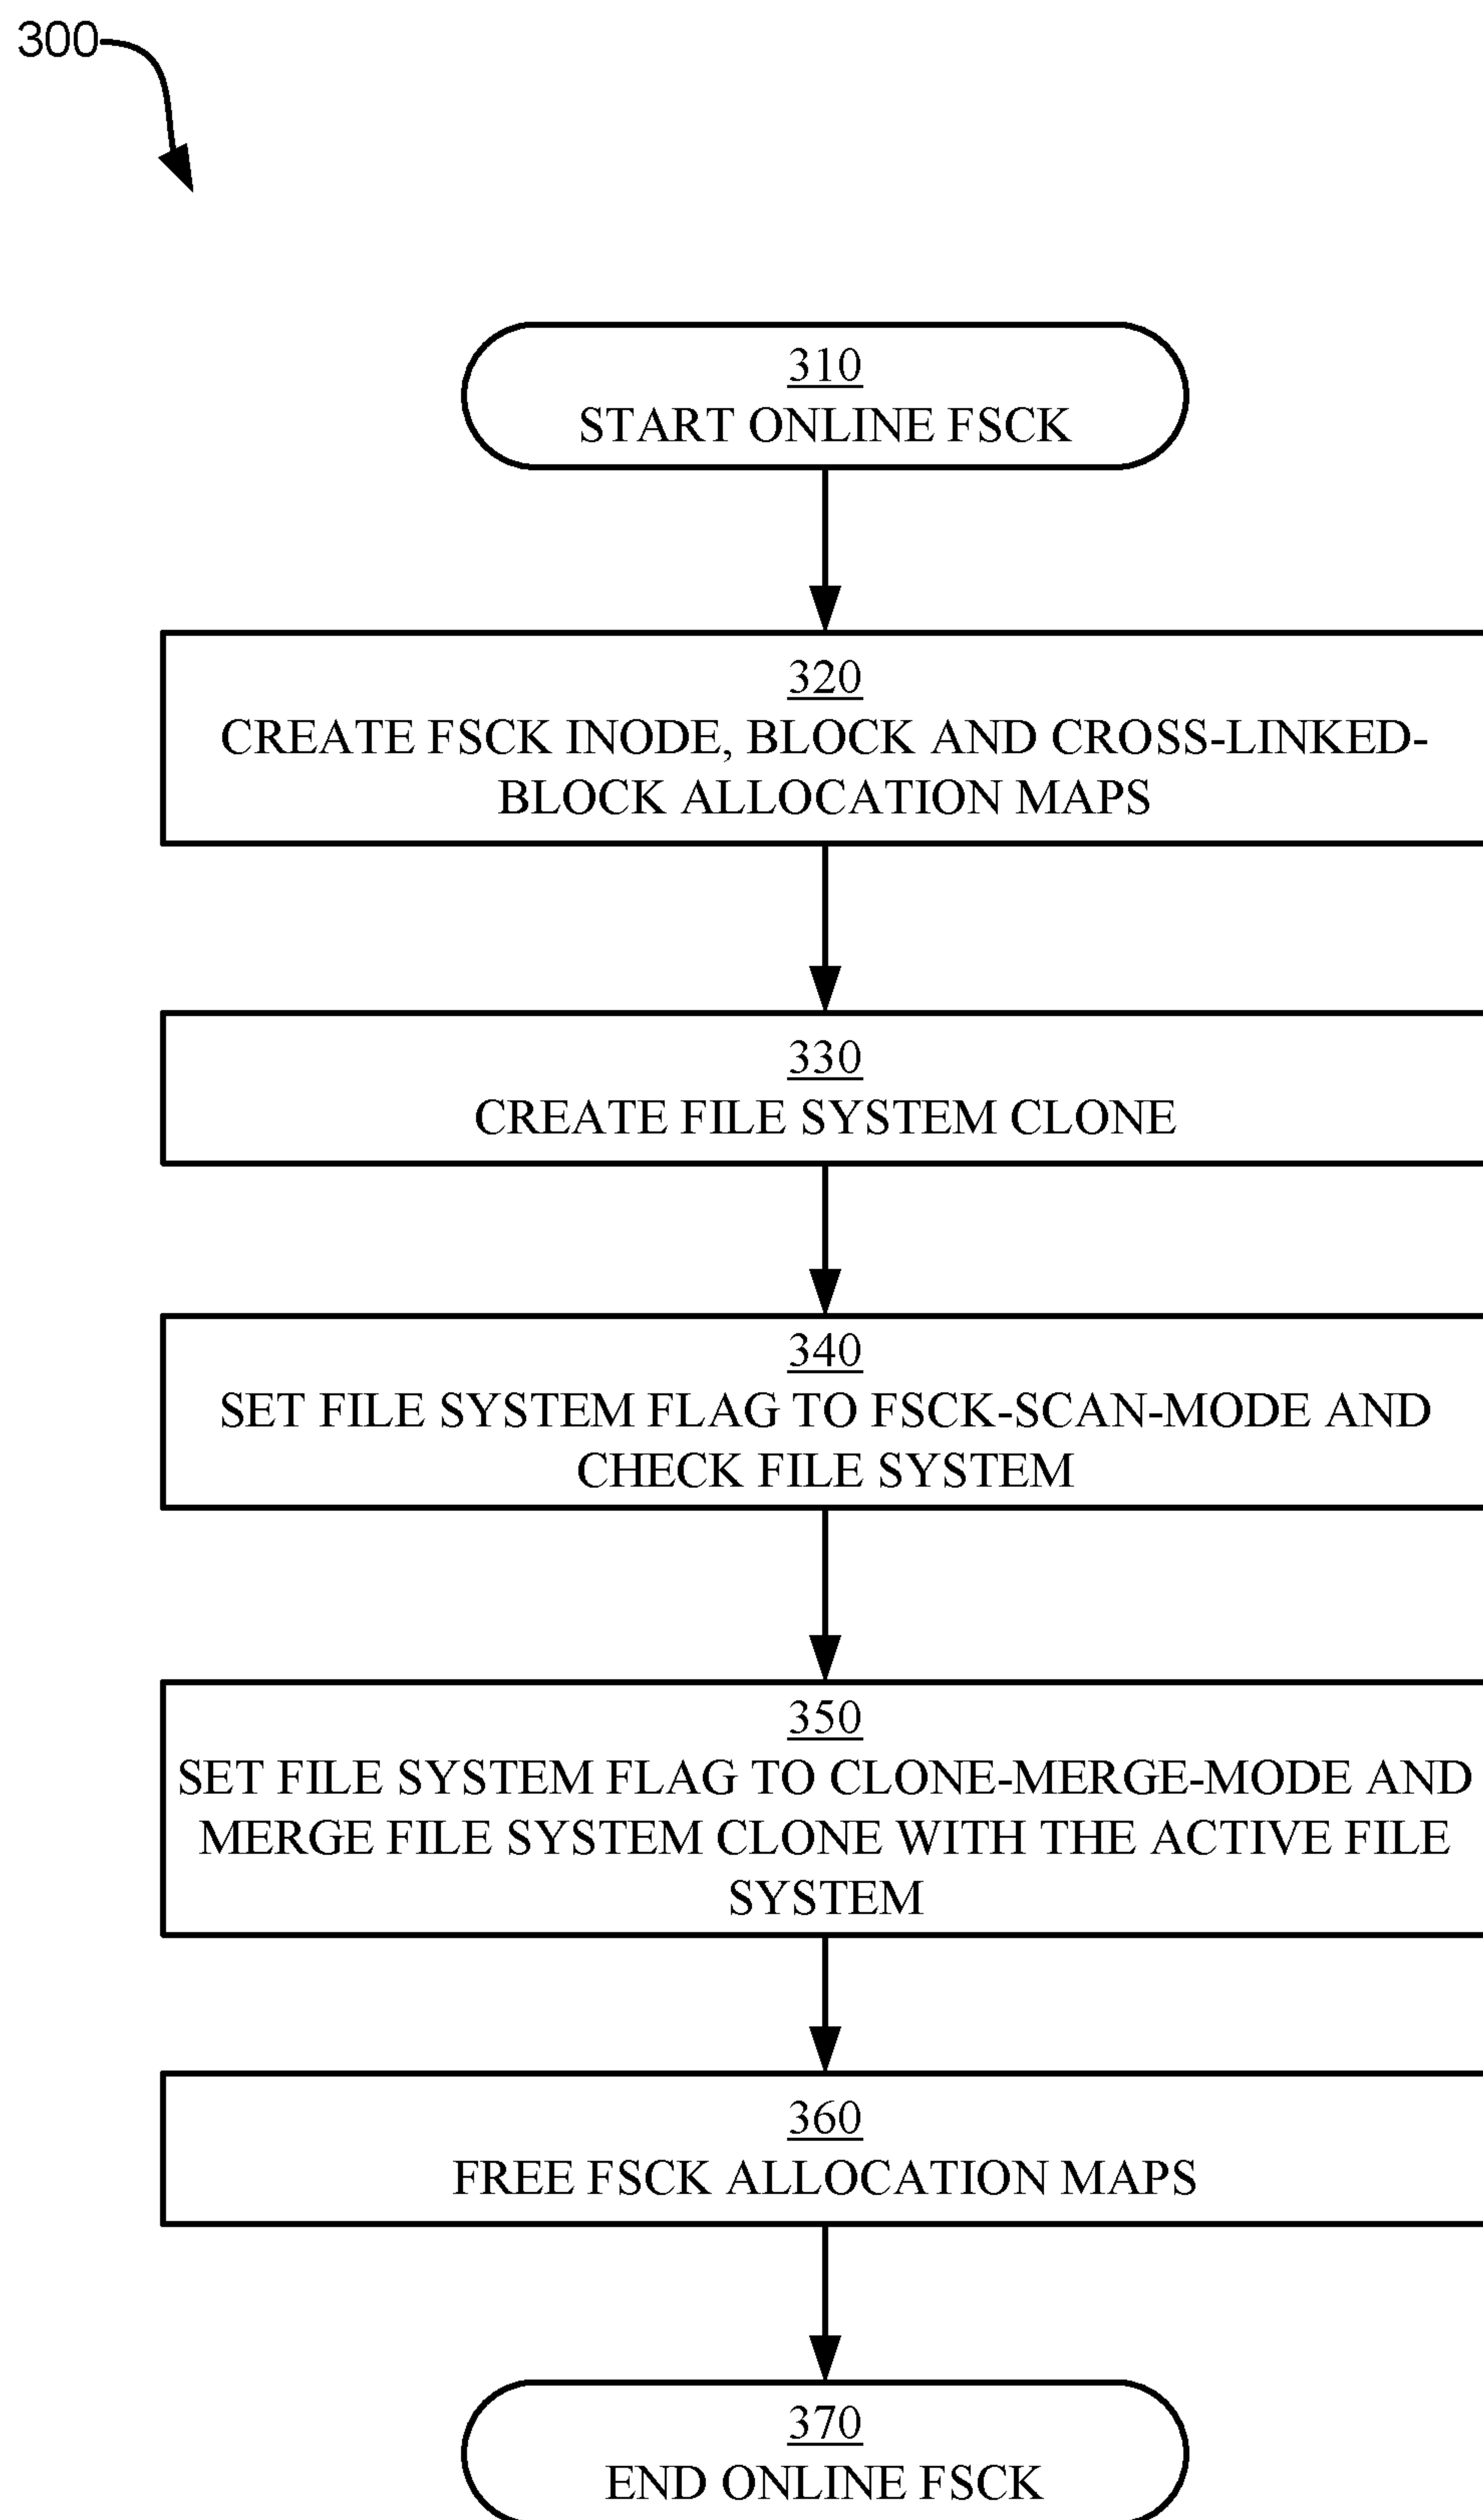 300
310
START ONLINE FSCK
320
CREATE FSCK INODE, BLOCK AND CROSS-LINKED-
BLOCK ALLOCATION MAPS
330
CREATE FILE SYSTEM CLONE
340
SET FILE SYSTEM FLAG TO FSCK-SCAN-MODE AND
CHECK FILE SYSTEM
350
SET FILE SYSTEM FLAG TO CLONE-MERGE-MODE AND
MERGE FILE SYSTEM CLONE WITH THE ACTIVE FILE
SYSTEM
360
FREE FSCK ALLOCATION MAPS
370
END ONLINE FSCK